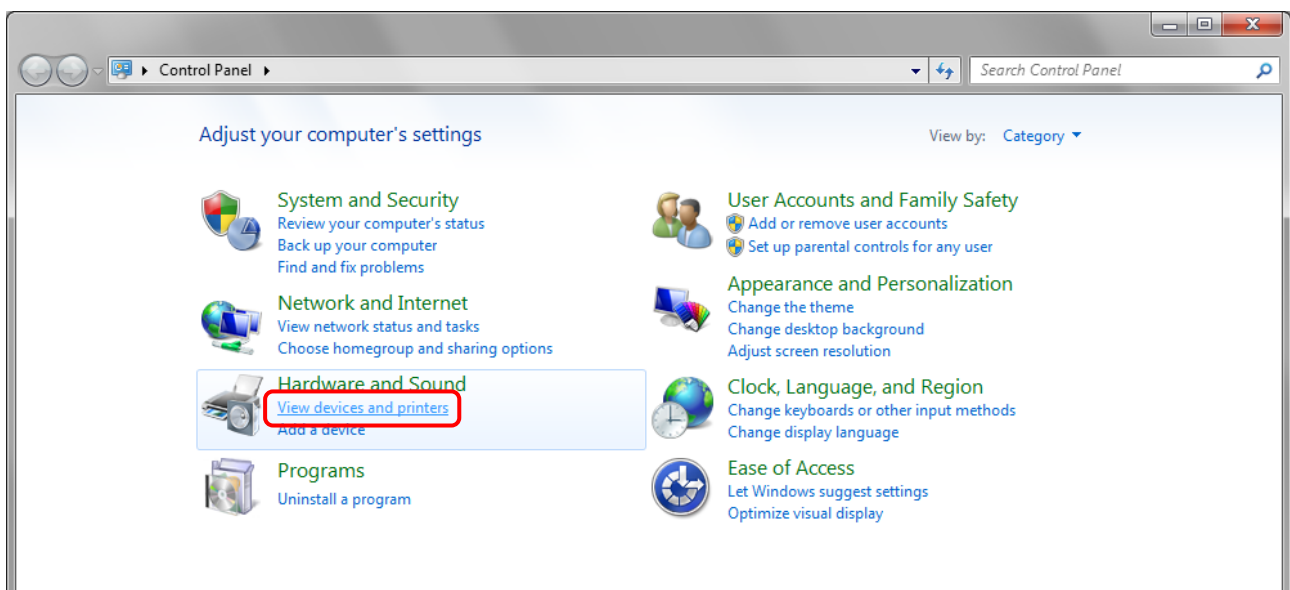 Control Panel
Search Control Panel
Adjust your computer's settings
View by: Category
System and Security
Review your computer's status
Back up your computer
Find and fix problems
Network and Internet
View network status and tasks
Choose homegroup and sharing options
Hardware and Sound
View devices and printers
Add a device
Programs
Uninstall a program
User Accounts and Family Safety
Add or remove user accounts
Set up parental controls for any user
Appearance and Personalization
Change the theme
Change desktop background
Adjust screen resolution
Clock, Language, and Region
Change keyboards or other input methods
Change display language
Ease of Access
Let Windows suggest settings
Optimize visual display